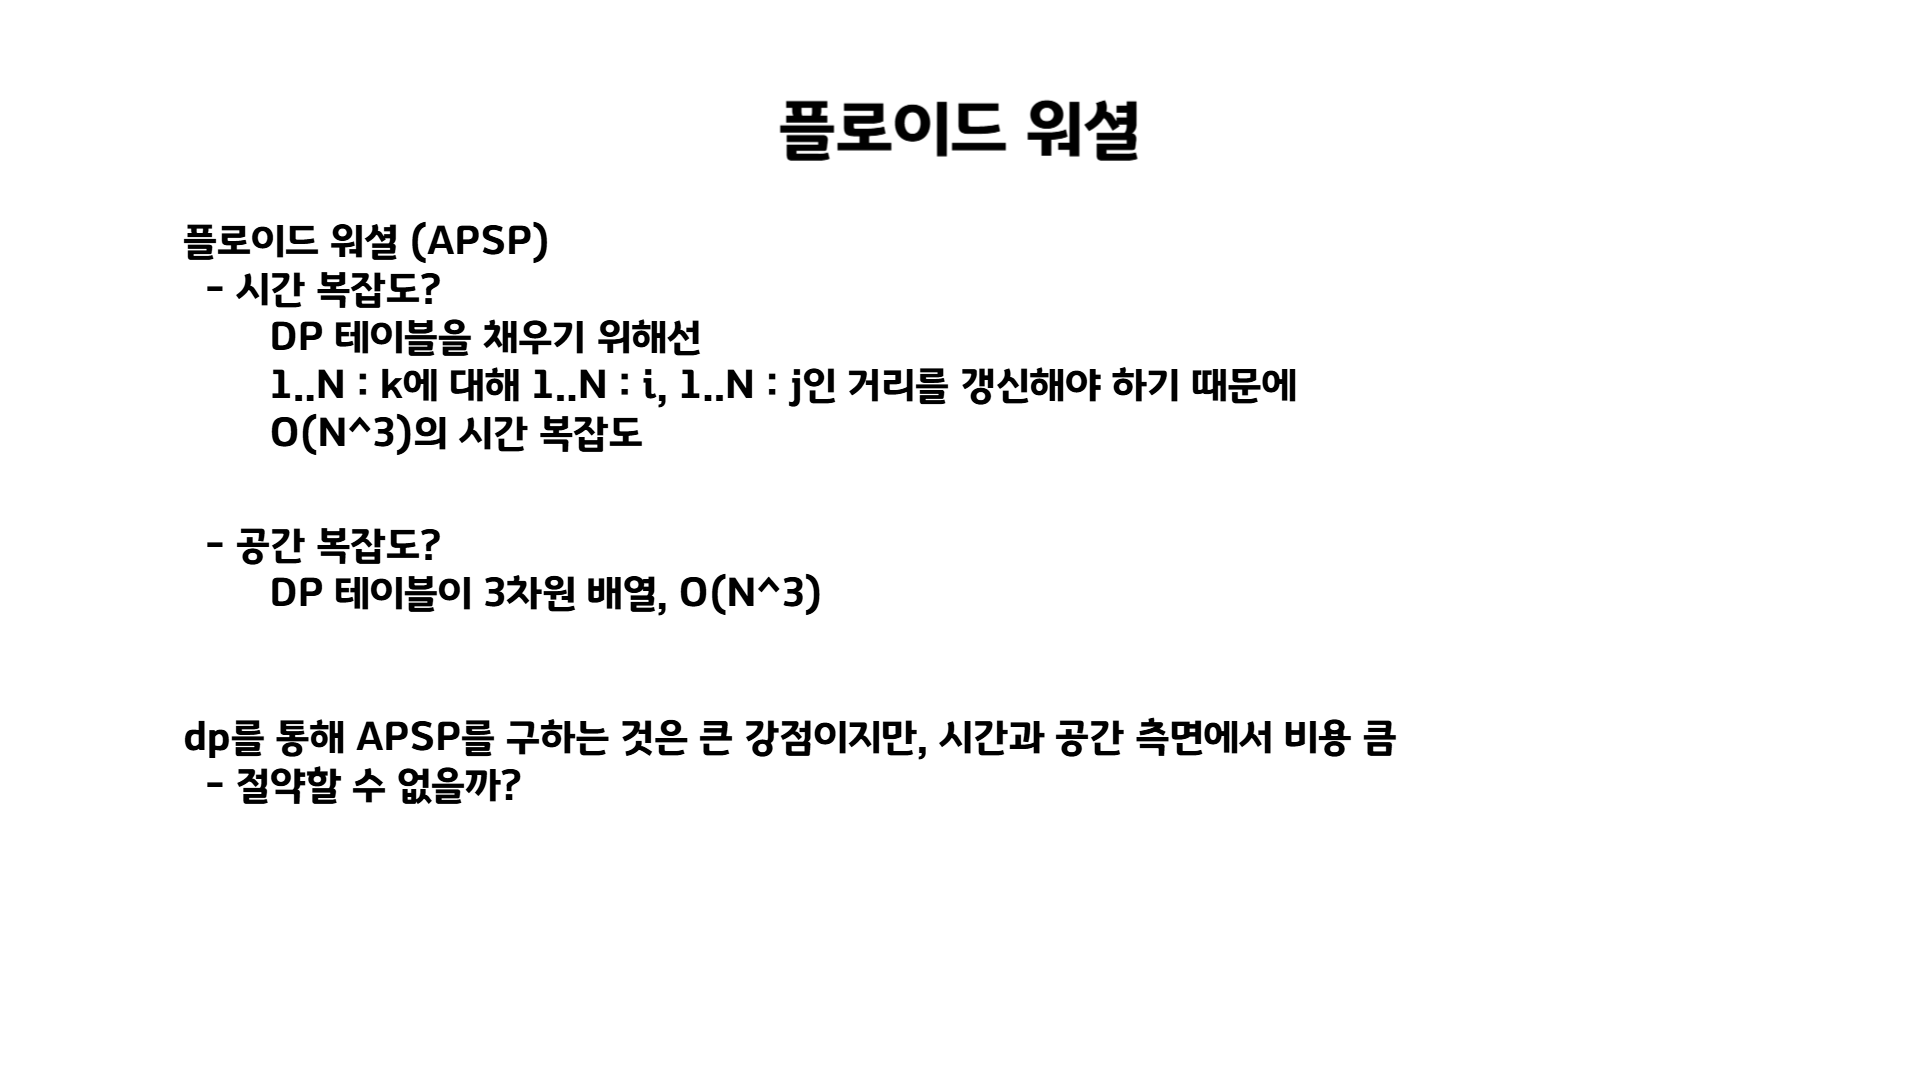 플로이드 워셜
플로이드 워셜 (APSP)
- 시간 복잡도?
DP 테이블을 채우기 위해선
1..N : k에 대해 1..N : i, 1..N : j인 거리를 갱신해야 하기 때문에
O(N^3)의 시간 복잡도
- 공간 복잡도?
DP 테이블이 3차원 배열, O(N^3)
dp를 통해 APSP를 구하는 것은 큰 강점이지만, 시간과 공간 측면에서 비용 큼
- 절약할 수 없을까?